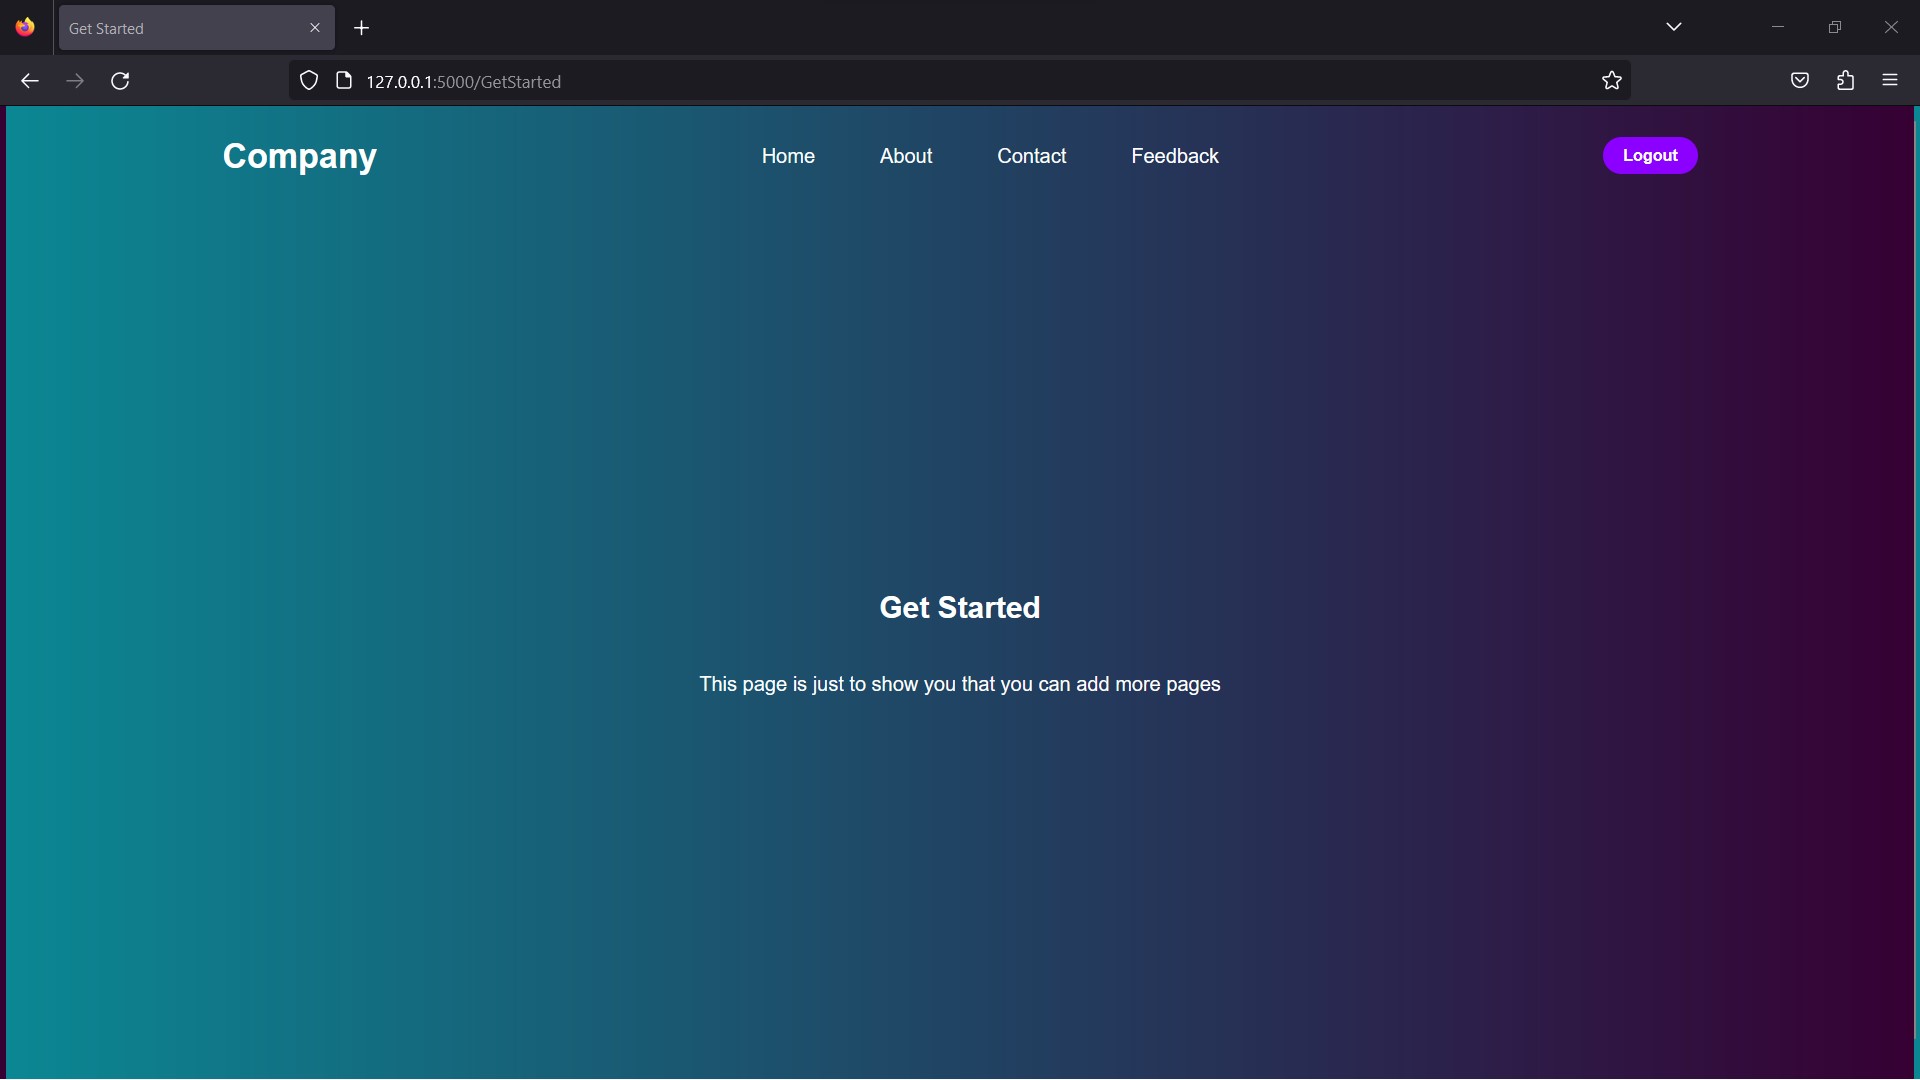 Get Started
127.0.0.1:5000/GetStarted
Company
Home
About
Contact
Feedback
Logout
Get Started
This page is just to show you that you can add more pages